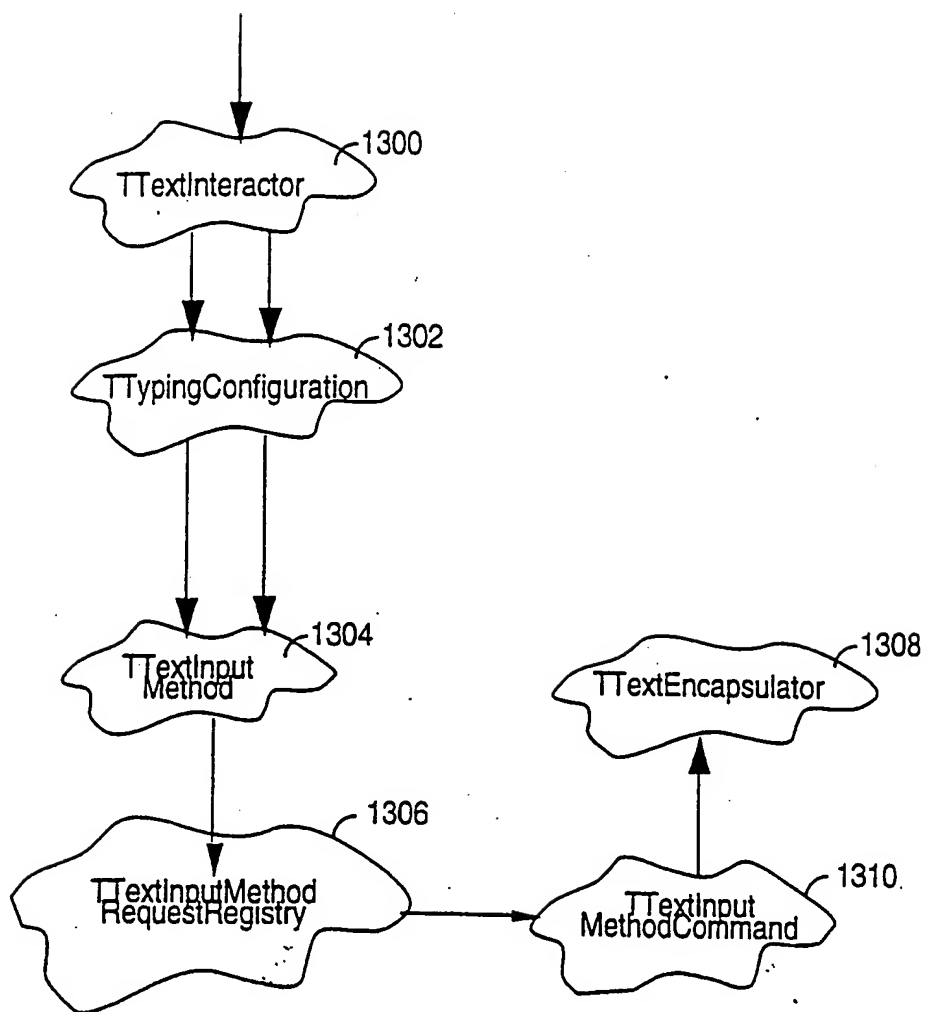 1300
TTextInteractor
1302
TTypingConfiguration
1304
TTextInput
Method
1308
TTextEncapsulator
1306
TTextInputMethod
RequestRegistry
1310.
TTextInput
MethodCommand